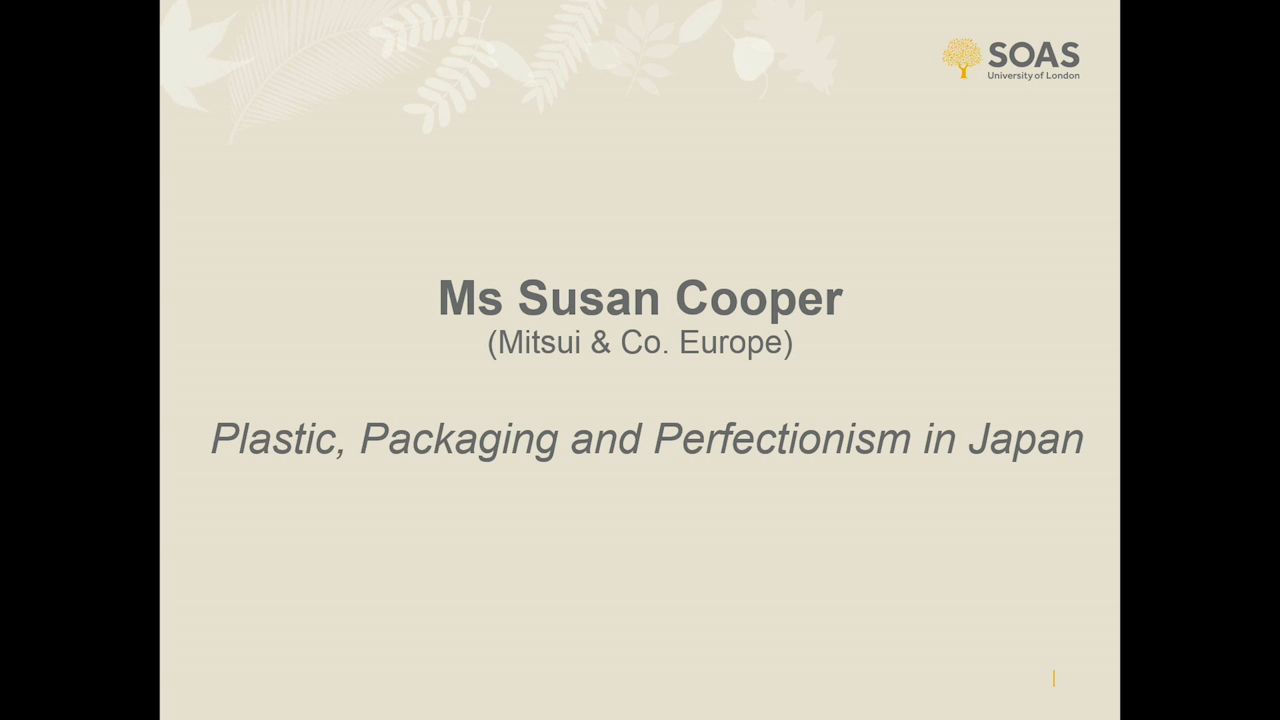 SOAS
University of London
Ms Susan Cooper
(Mitsui & Co. Europe)
Plastic, Packaging and Perfectionism in Japan